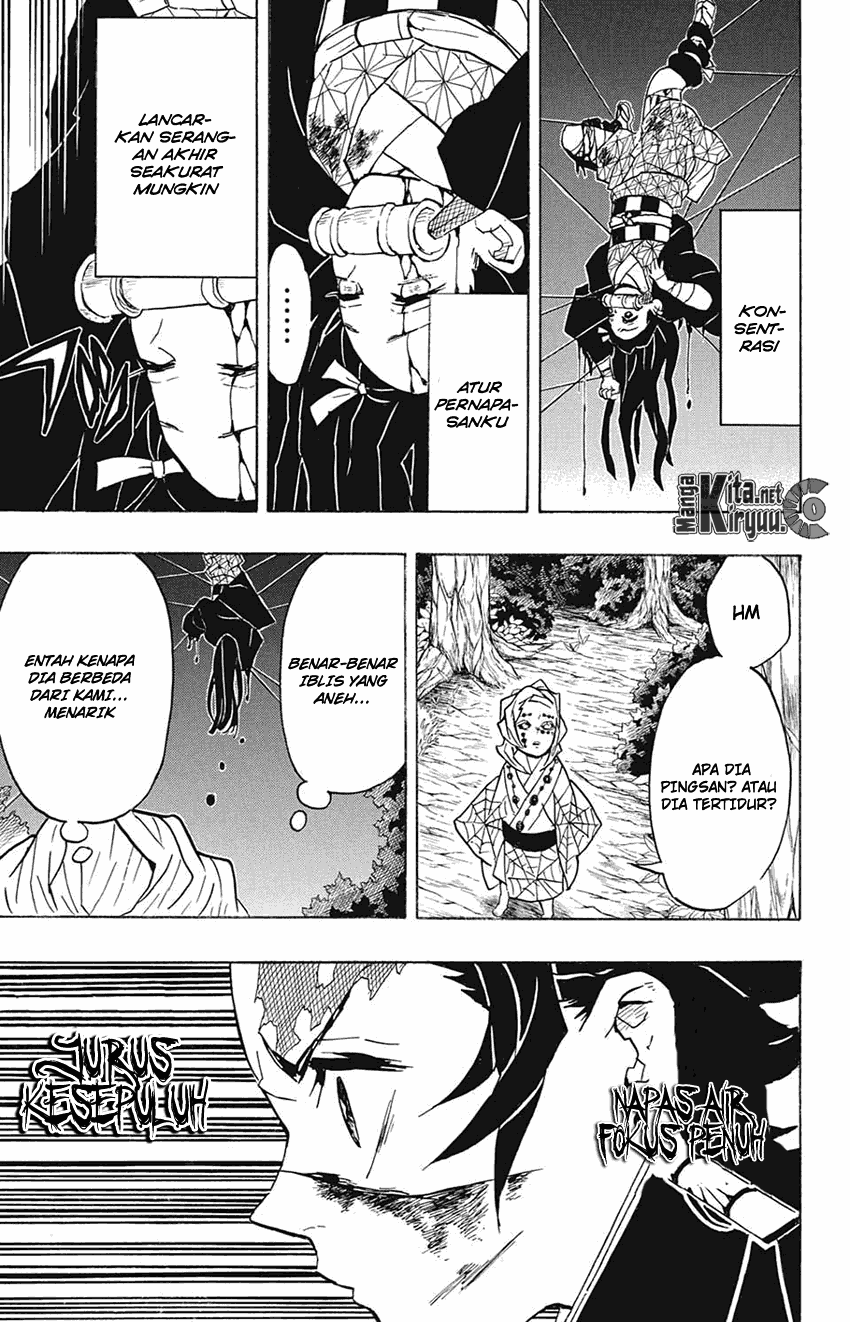 KON-
SENT-
RASI
ATUR
PERNAPA-
SANKU
......
LANCAR-
KAN SERANG-
AN AKHIR
SEAKURAT
MUNGKIN
Manga
Kita.net
Kiryuu.
HM
APA DIA
PINGSAN? ATAU
DIA TERTIDUR?
BENAR-BENAR
IBLIS YANG
ANEH...
ENTAH KENAPA
DIA BERBEDA
DARI KAMI...
MENARIK
NAPAS AIR
FOKUS PENUH
JURUS
KESEPULUH